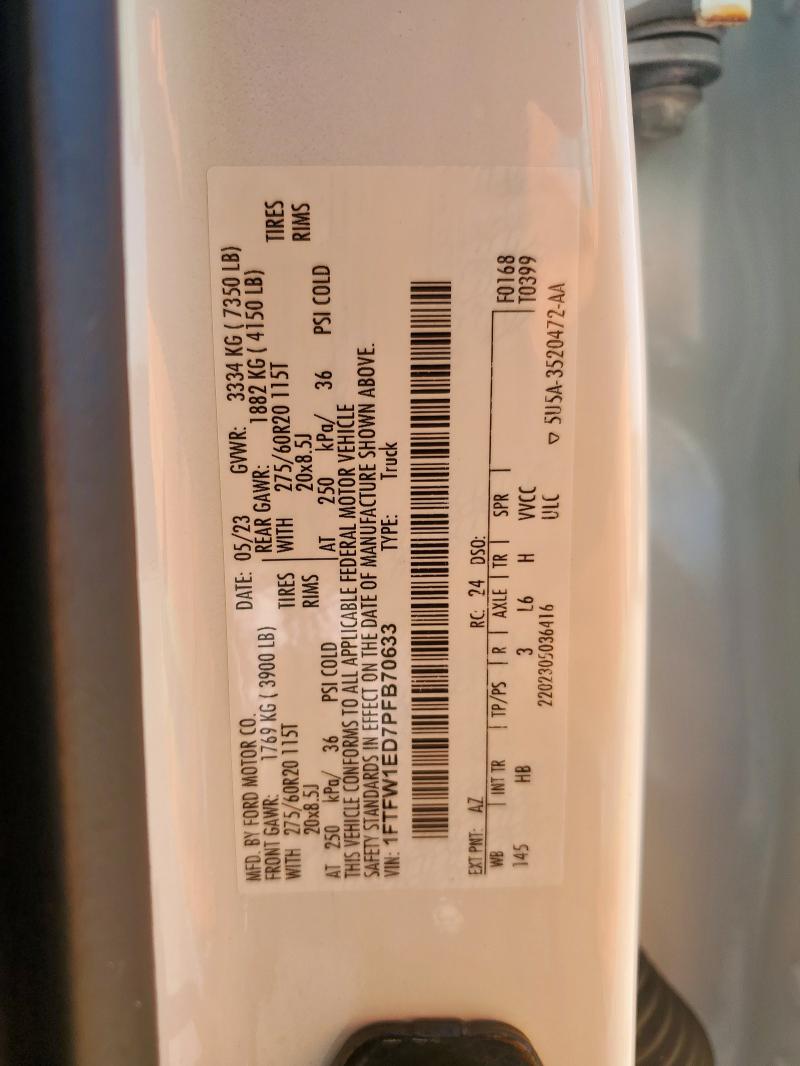 MFD. BY FORD MOTOR CO.
DATE: 05/23 GVWR: 3334 KG ( 7350 LB)
FRONT GAWR: 1769 KG ( 3900 LB)
REAR GAWR: 1882 KG ( 4150 LB)
WITH 275/60R20 115T TIRES
WITH 275/60R20 115T TIRES
20x8.5J RIMS
20x8.5J RIMS
AT 250 kPa/ 36 PSI COLD
AT 250 kPa/ 36 PSI COLD
THIS VEHICLE CONFORMS TO ALL APPLICABLE FEDERAL MOTOR VEHICLE
SAFETY STANDARDS IN EFFECT ON THE DATE OF MANUFACTURE SHOWN ABOVE.
VIN: 1FTFW1ED7PFB70633 TYPE: Truck
EXT PNT: AZ RC: 24 DSO:
WB INT TR TP/PS R AXLE TR SPR F0168
T0399
145 HB 3 L6 H VVCC
ULC
2202305036416 ▽ 5U5A-3520472-AA